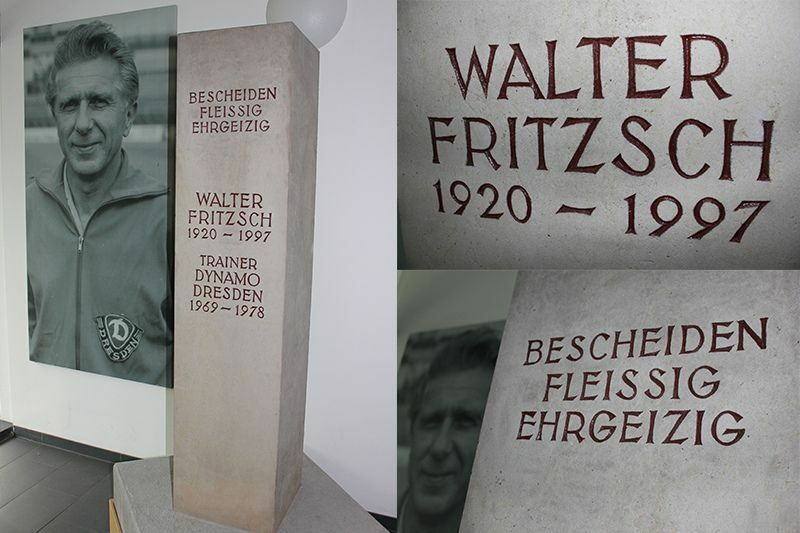 BESCHEIDEN
FLEISSIG
EHRGEIZIG
WALTER
FRITZSCH
1920 – 1997
TRAINER
DYNAMO
DRESDEN
1969 – 1978
D
DRESDEN
WALTER
FRITZSCH
1920 – 1997
BESCHEIDEN
FLEISSIG
EHRGEIZIG